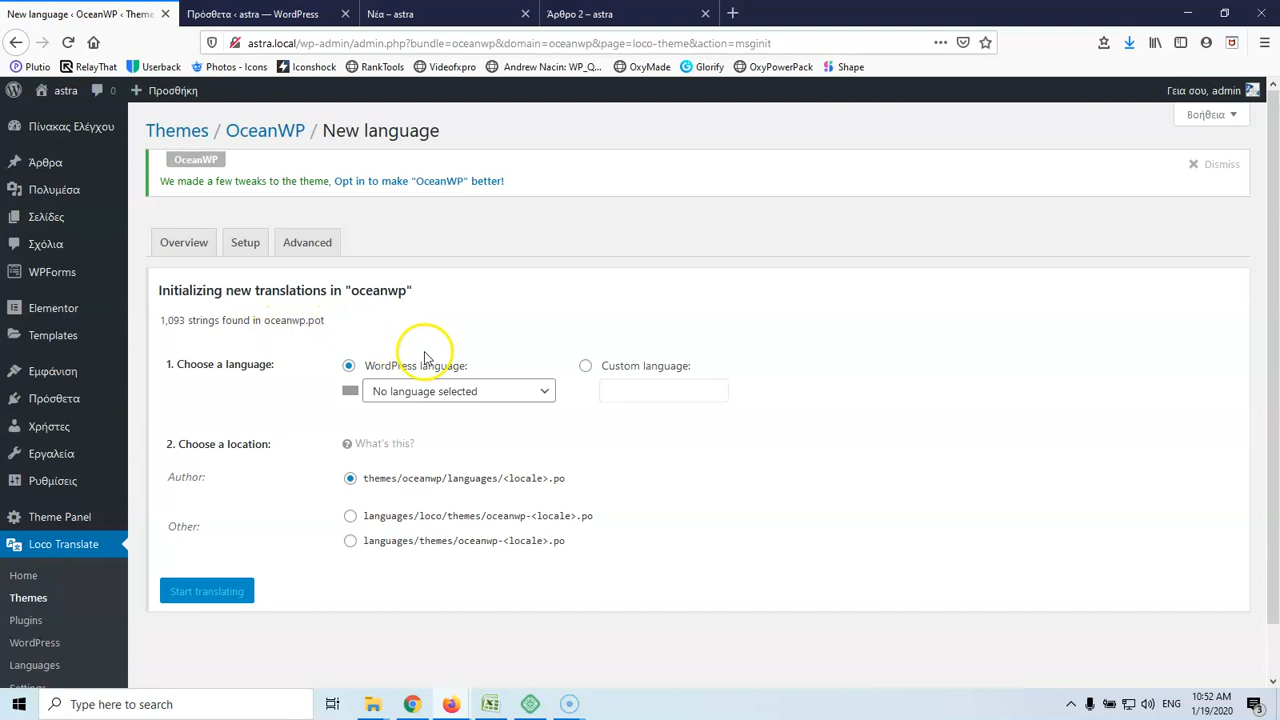 New language ‹ OceanWP ‹ Theme
Πρόσθετα ‹ astra — WordPress
Νέα – astra
Άρθρο 2 – astra
astra.local/wp-admin/admin.php?bundle=oceanwp&domain=oceanwp&page=loco-theme&action=msginit
Plutio
RelayThat
Userback
Photos - Icons
Iconshock
RankTools
Videofxpro
Andrew Nacin: WP_Q...
OxyMade
Glorify
OxyPowerPack
Shape
astra
0
Προσθήκη
Γεια σου, admin
Πίνακας Ελέγχου
Άρθρα
Πολυμέσα
Σελίδες
Σχόλια
WPForms
Elementor
Templates
Εμφάνιση
Πρόσθετα
Χρήστες
Εργαλεία
Ρυθμίσεις
Theme Panel
Loco Translate
Home
Themes
Plugins
WordPress
Languages
Settings
Βοήθεια
Themes / OceanWP / New language
OceanWP
Dismiss
We made a few tweaks to the theme, Opt in to make "OceanWP" better!
Overview
Setup
Advanced
Initializing new translations in "oceanwp"
1,093 strings found in oceanwp.pot
1. Choose a language:
WordPress language:
Custom language:
No language selected
2. Choose a location:
What's this?
Author:
themes/oceanwp/languages/<locale>.po
Other:
languages/loco/themes/oceanwp-<locale>.po
languages/themes/oceanwp-<locale>.po
Start translating
Type here to search
ENG
10:52 AM
1/19/2020
3